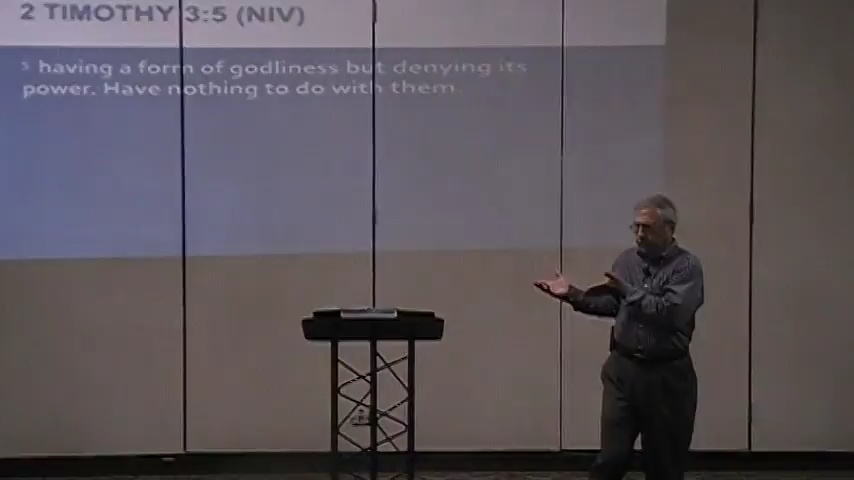 2 TIMOTHY 3:5 (NIV)
5 having a form of godliness but denying its
power. Have nothing to do with them.